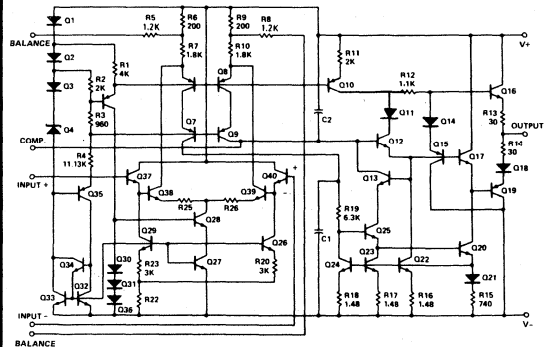 Q1
R5
1.2K
R6
200
R9
200
R8
1.2K
BALANCE
V+
Q2
R1
4K
R7
1.8K
R10
1.8K
R11
2K
R2
2K
Q3
Q8
Q10
R12
1.1K
Q16
R3
960
Q11
Q14
R13
30
C2
Q4
Q7
Q9
Q12
OUTPUT
COMP.
R14
30
R4
11.13K
Q15
Q17
Q18
INPUT +
Q35
Q37
Q38
Q39
Q40
+
Q13
Q19
R25
R26
R19
6.3K
Q28
Q25
Q29
Q26
C1
Q20
Q34
Q30
R23
3K
Q27
R20
3K
Q24
Q23
Q22
Q21
Q33
Q32
Q31
R22
R18
1.48
R17
1.48
R16
1.48
R15
740
INPUT -
Q36
V-
BALANCE